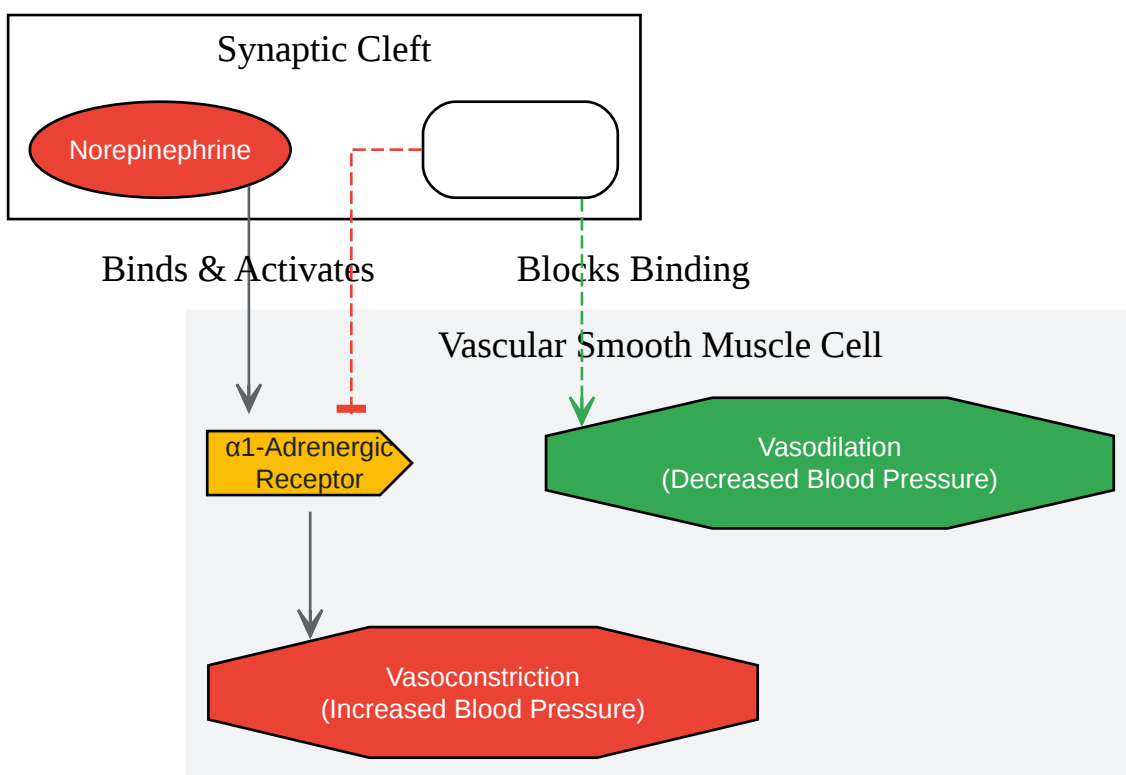 Synaptic Cleft
Norepinephrine
Binds & Activates
Blocks Binding
Vascular Smooth Muscle Cell
α1-Adrenergic
Receptor
Vasodilation
(Decreased Blood Pressure)
Vasoconstriction
(Increased Blood Pressure)